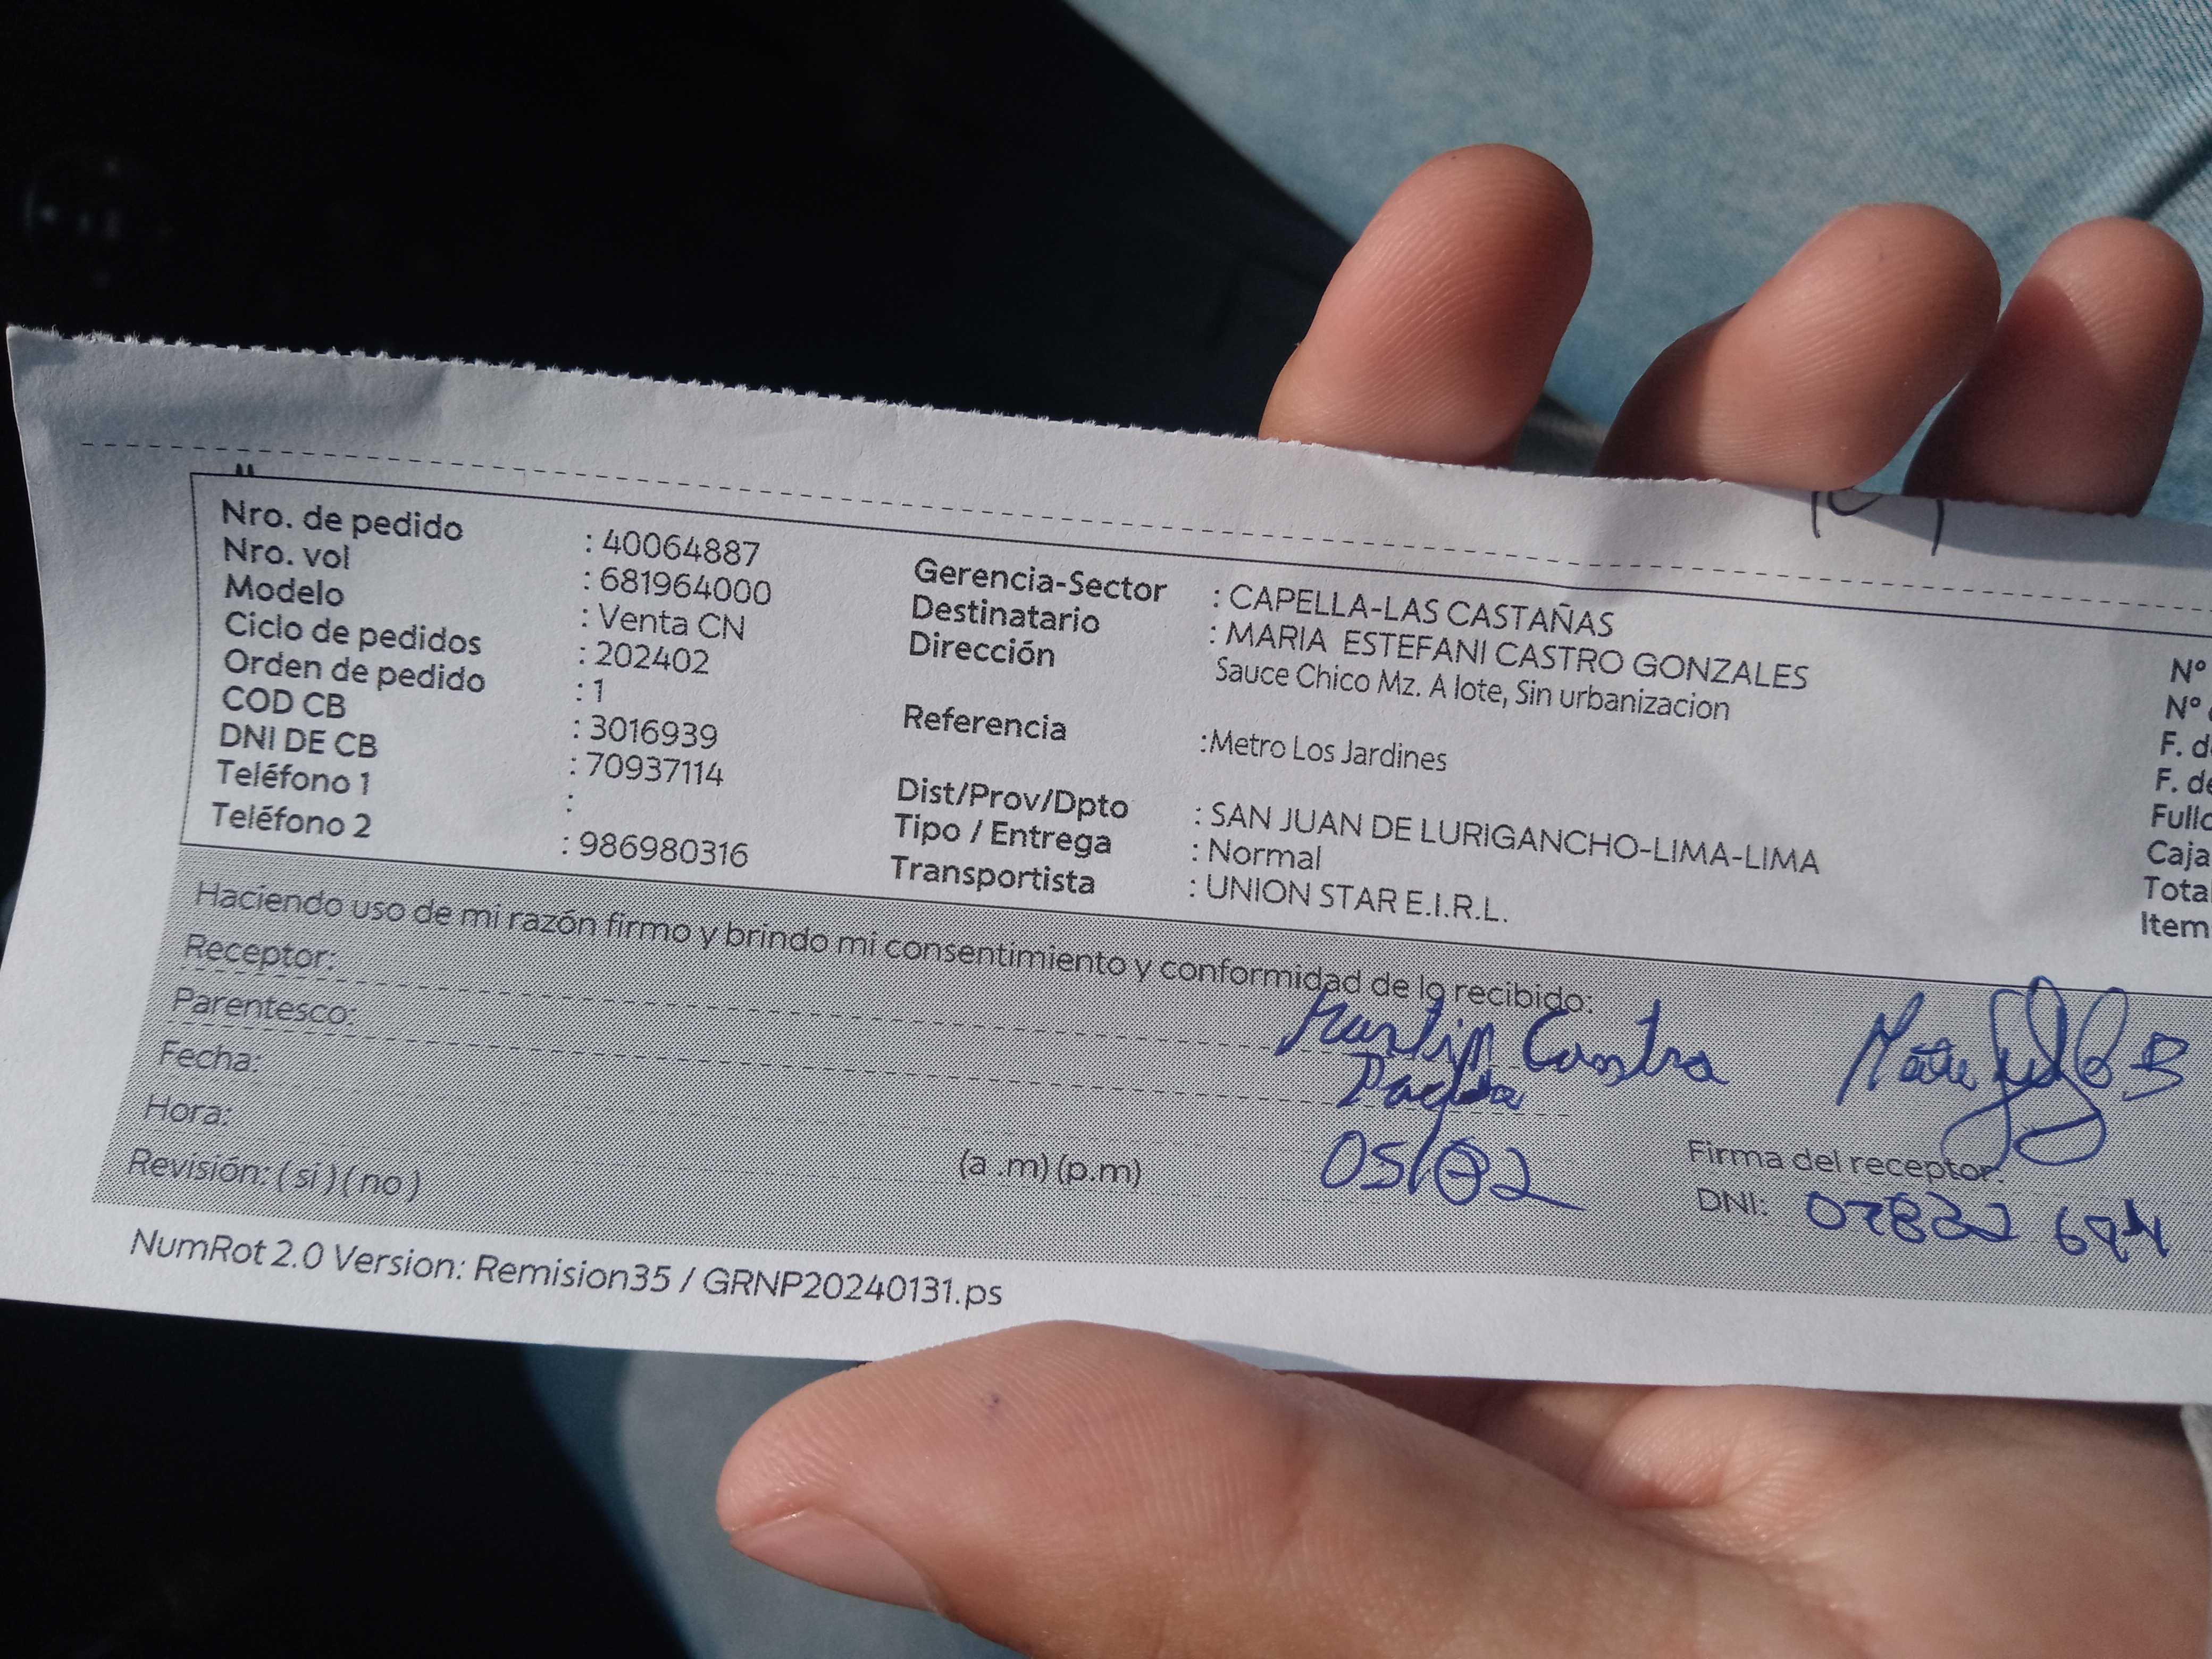 Nro. de pedido : 40064887
Nro. vol : 681964000
Modelo : Venta CN
Ciclo de pedidos : 202402
Orden de pedido : 1
COD CB : 3016939
DNI DE CB : 70937114
Teléfono 1 :
Teléfono 2 : 986980316
Gerencia-Sector : CAPELLA-LAS CASTAÑAS
Destinatario : MARIA ESTEFANI CASTRO GONZALES
Dirección Sauce Chico Mz. A lote, Sin urbanizacion
Referencia :Metro Los Jardines
Dist/Prov/Dpto : SAN JUAN DE LURIGANCHO-LIMA-LIMA
Tipo / Entrega : Normal
Transportista : UNION STAR E.I.R.L.
N°
N°
F. de
F. de
Caja
Tota
Item
Haciendo uso de mi razón firmo y brindo mi consentimiento y conformidad de lo recibido:
Receptor: Martin Castro
Parentesco:
Fecha: 05/02
Hora: (a .m) (p.m)
Revisión: ( si ) ( no )
Firma del receptor:
DNI:
NumRot 2.0 Version: Remision35 / GRNP20240131.ps